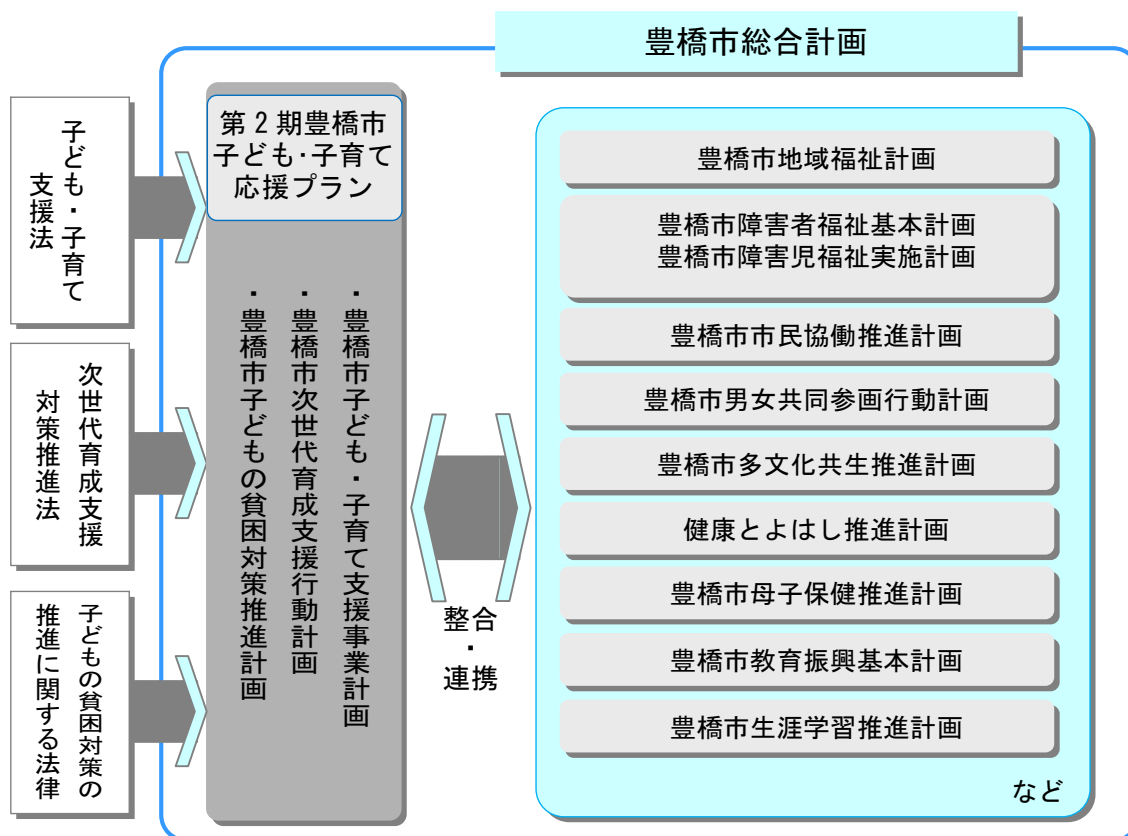 豊橋市総合計画
子ども・子育て
支援法
次世代育成支援
対策推進法
子どもの貧困対策の
推進に関する法律
第２期豊橋市
子ども・子育て
応援プラン
・豊橋市子ども・子育て支援事業計画
・豊橋市次世代育成支援行動計画
・豊橋市子どもの貧困対策推進計画
整合
・
連携
豊橋市地域福祉計画
豊橋市障害者福祉基本計画
豊橋市障害児福祉実施計画
豊橋市市民協働推進計画
豊橋市男女共同参画行動計画
豊橋市多文化共生推進計画
健康とよはし推進計画
豊橋市母子保健推進計画
豊橋市教育振興基本計画
豊橋市生涯学習推進計画
など